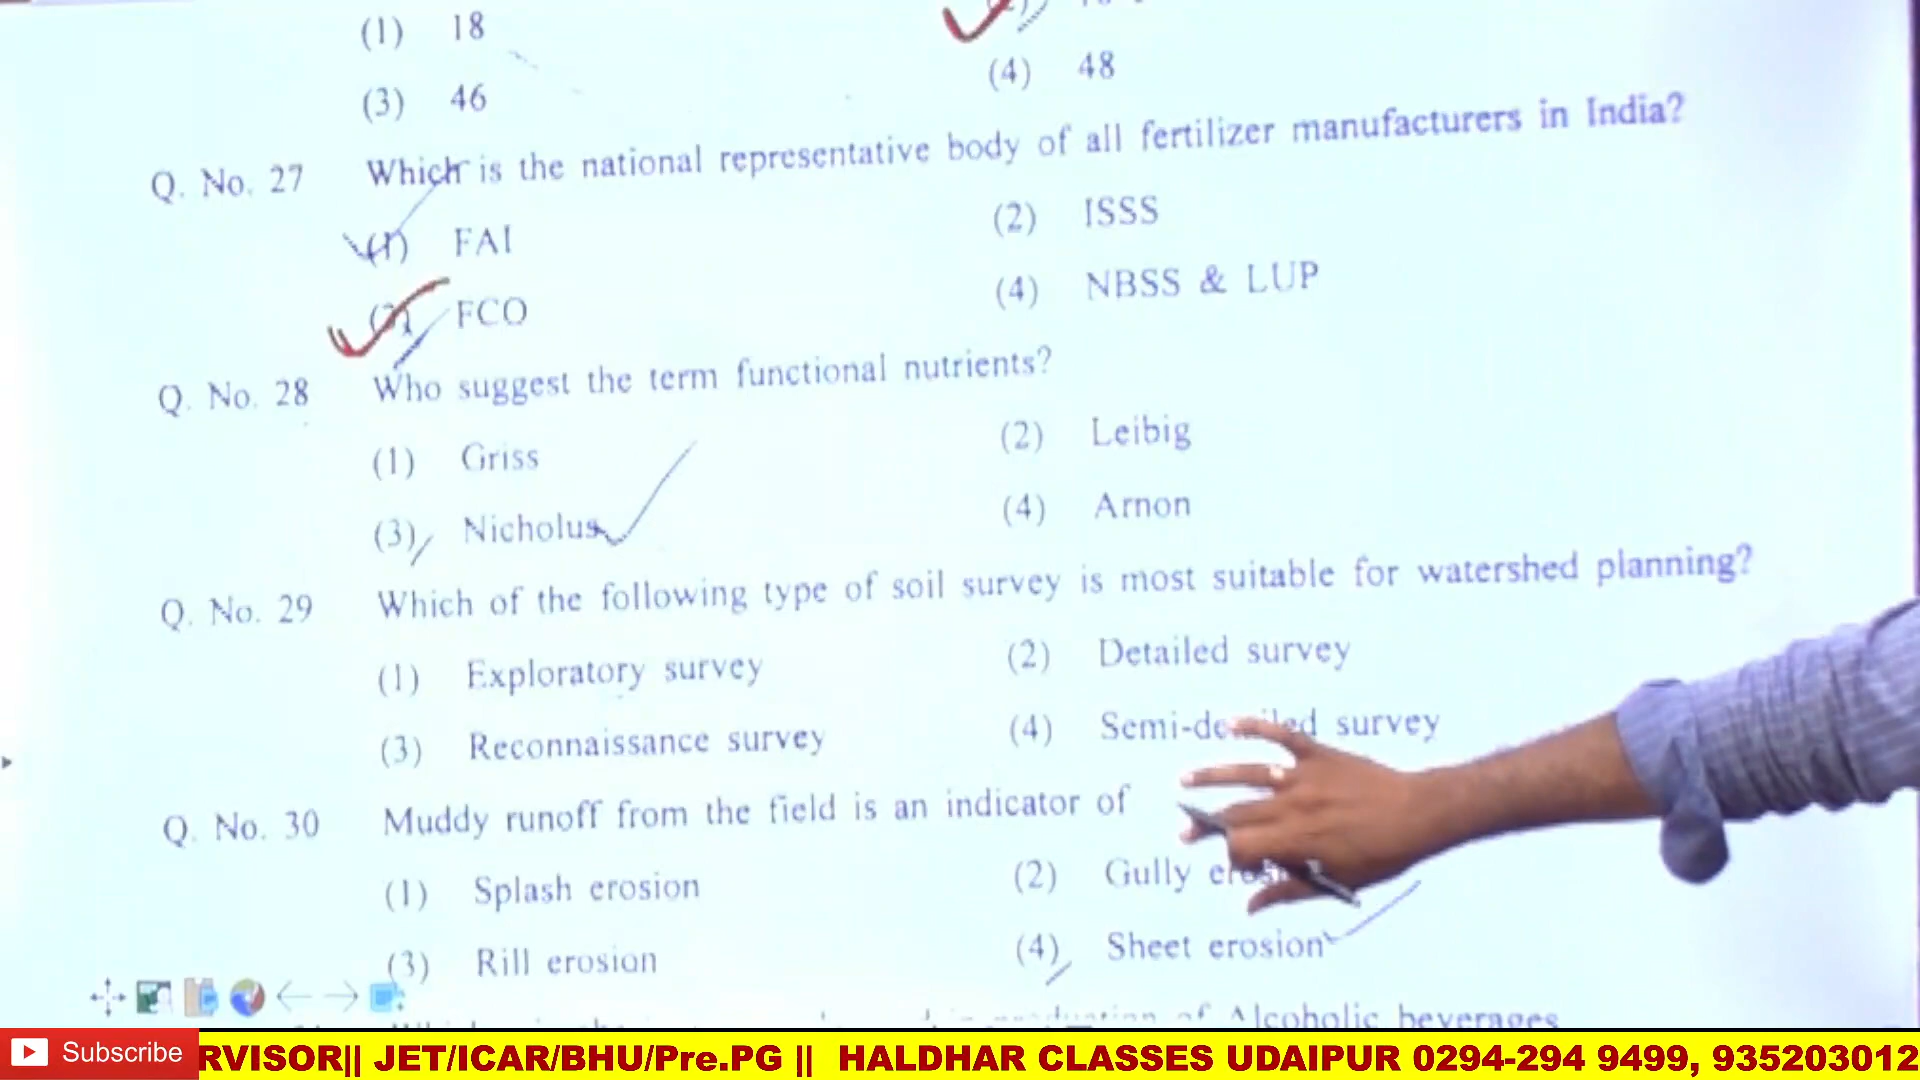 (1) 18
(3) 46 (4) 48
Q. No. 27 Which is the national representative body of all fertilizer manufacturers in India?
(1) FAI (2) ISSS
FCO (4) NBSS & LUP
Q. No. 28 Who suggest the term functional nutrients?
(1) Griss (2) Leibig
(3) Nicholus (4) Arnon
Q. No. 29 Which of the following type of soil survey is most suitable for watershed planning?
(1) Exploratory survey (2) Detailed survey
(3) Reconnaissance survey (4) survey
Q. No. 30 Muddy runoff from the field is an indicator of
(1) Splash erosion (2) Gully
(3) Rill erosion (4) Sheet erosion
of Alcoholic beverages
Subscribe RVISOR|| JET/ICAR/BHU/Pre.PG || HALDHAR CLASSES UDAIPUR 0294-294 9499, 935203012